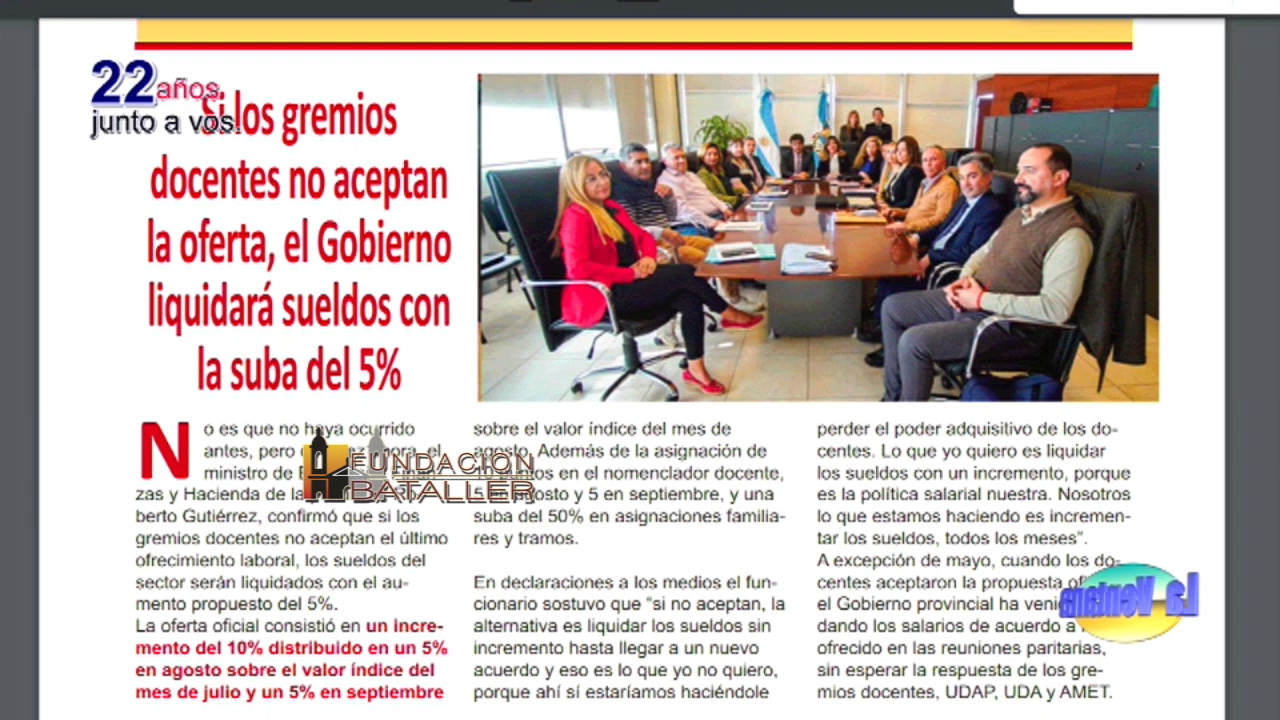 22 años
junto a vos.
Si los gremios
docentes no aceptan
la oferta, el Gobierno
liquidará sueldos con
la suba del 5%
No es que no haya ocurrido
antes, pero
ministro de
zas y Hacienda de la
berto Gutiérrez, confirmó que si los
gremios docentes no aceptan el último
ofrecimiento laboral, los sueldos del
sector serán liquidados con el au-
mento propuesto del 5%.
La oferta oficial consistió en un incre-
mento del 10% distribuido en un 5%
en agosto sobre el valor índice del
mes de julio y un 5% en septiembre
FUNDACION
BATALLER
sobre el valor índice del mes de
agosto. Además de la asignación de
en el nomenclador docente,
5 en agosto y 5 en septiembre, y una
suba del 50% en asignaciones familia-
res y tramos.
En declaraciones a los medios el fun-
cionario sostuvo que “si no aceptan, la
alternativa es liquidar los sueldos sin
incremento hasta llegar a un nuevo
acuerdo y eso es lo que yo no quiero,
porque ahí sí estaríamos haciéndole
perder el poder adquisitivo de los do-
centes. Lo que yo quiero es liquidar
los sueldos con un incremento, porque
es la política salarial nuestra. Nosotros
lo que estamos haciendo es incremen-
tar los sueldos, todos los meses”.
A excepción de mayo, cuando los do-
centes aceptaron la propuesta
el Gobierno provincial ha
dando los salarios de acuerdo a
ofrecido en las reuniones paritarias,
sin esperar la respuesta de los gre-
mios docentes, UDAP, UDA y AMET.
La Ventana